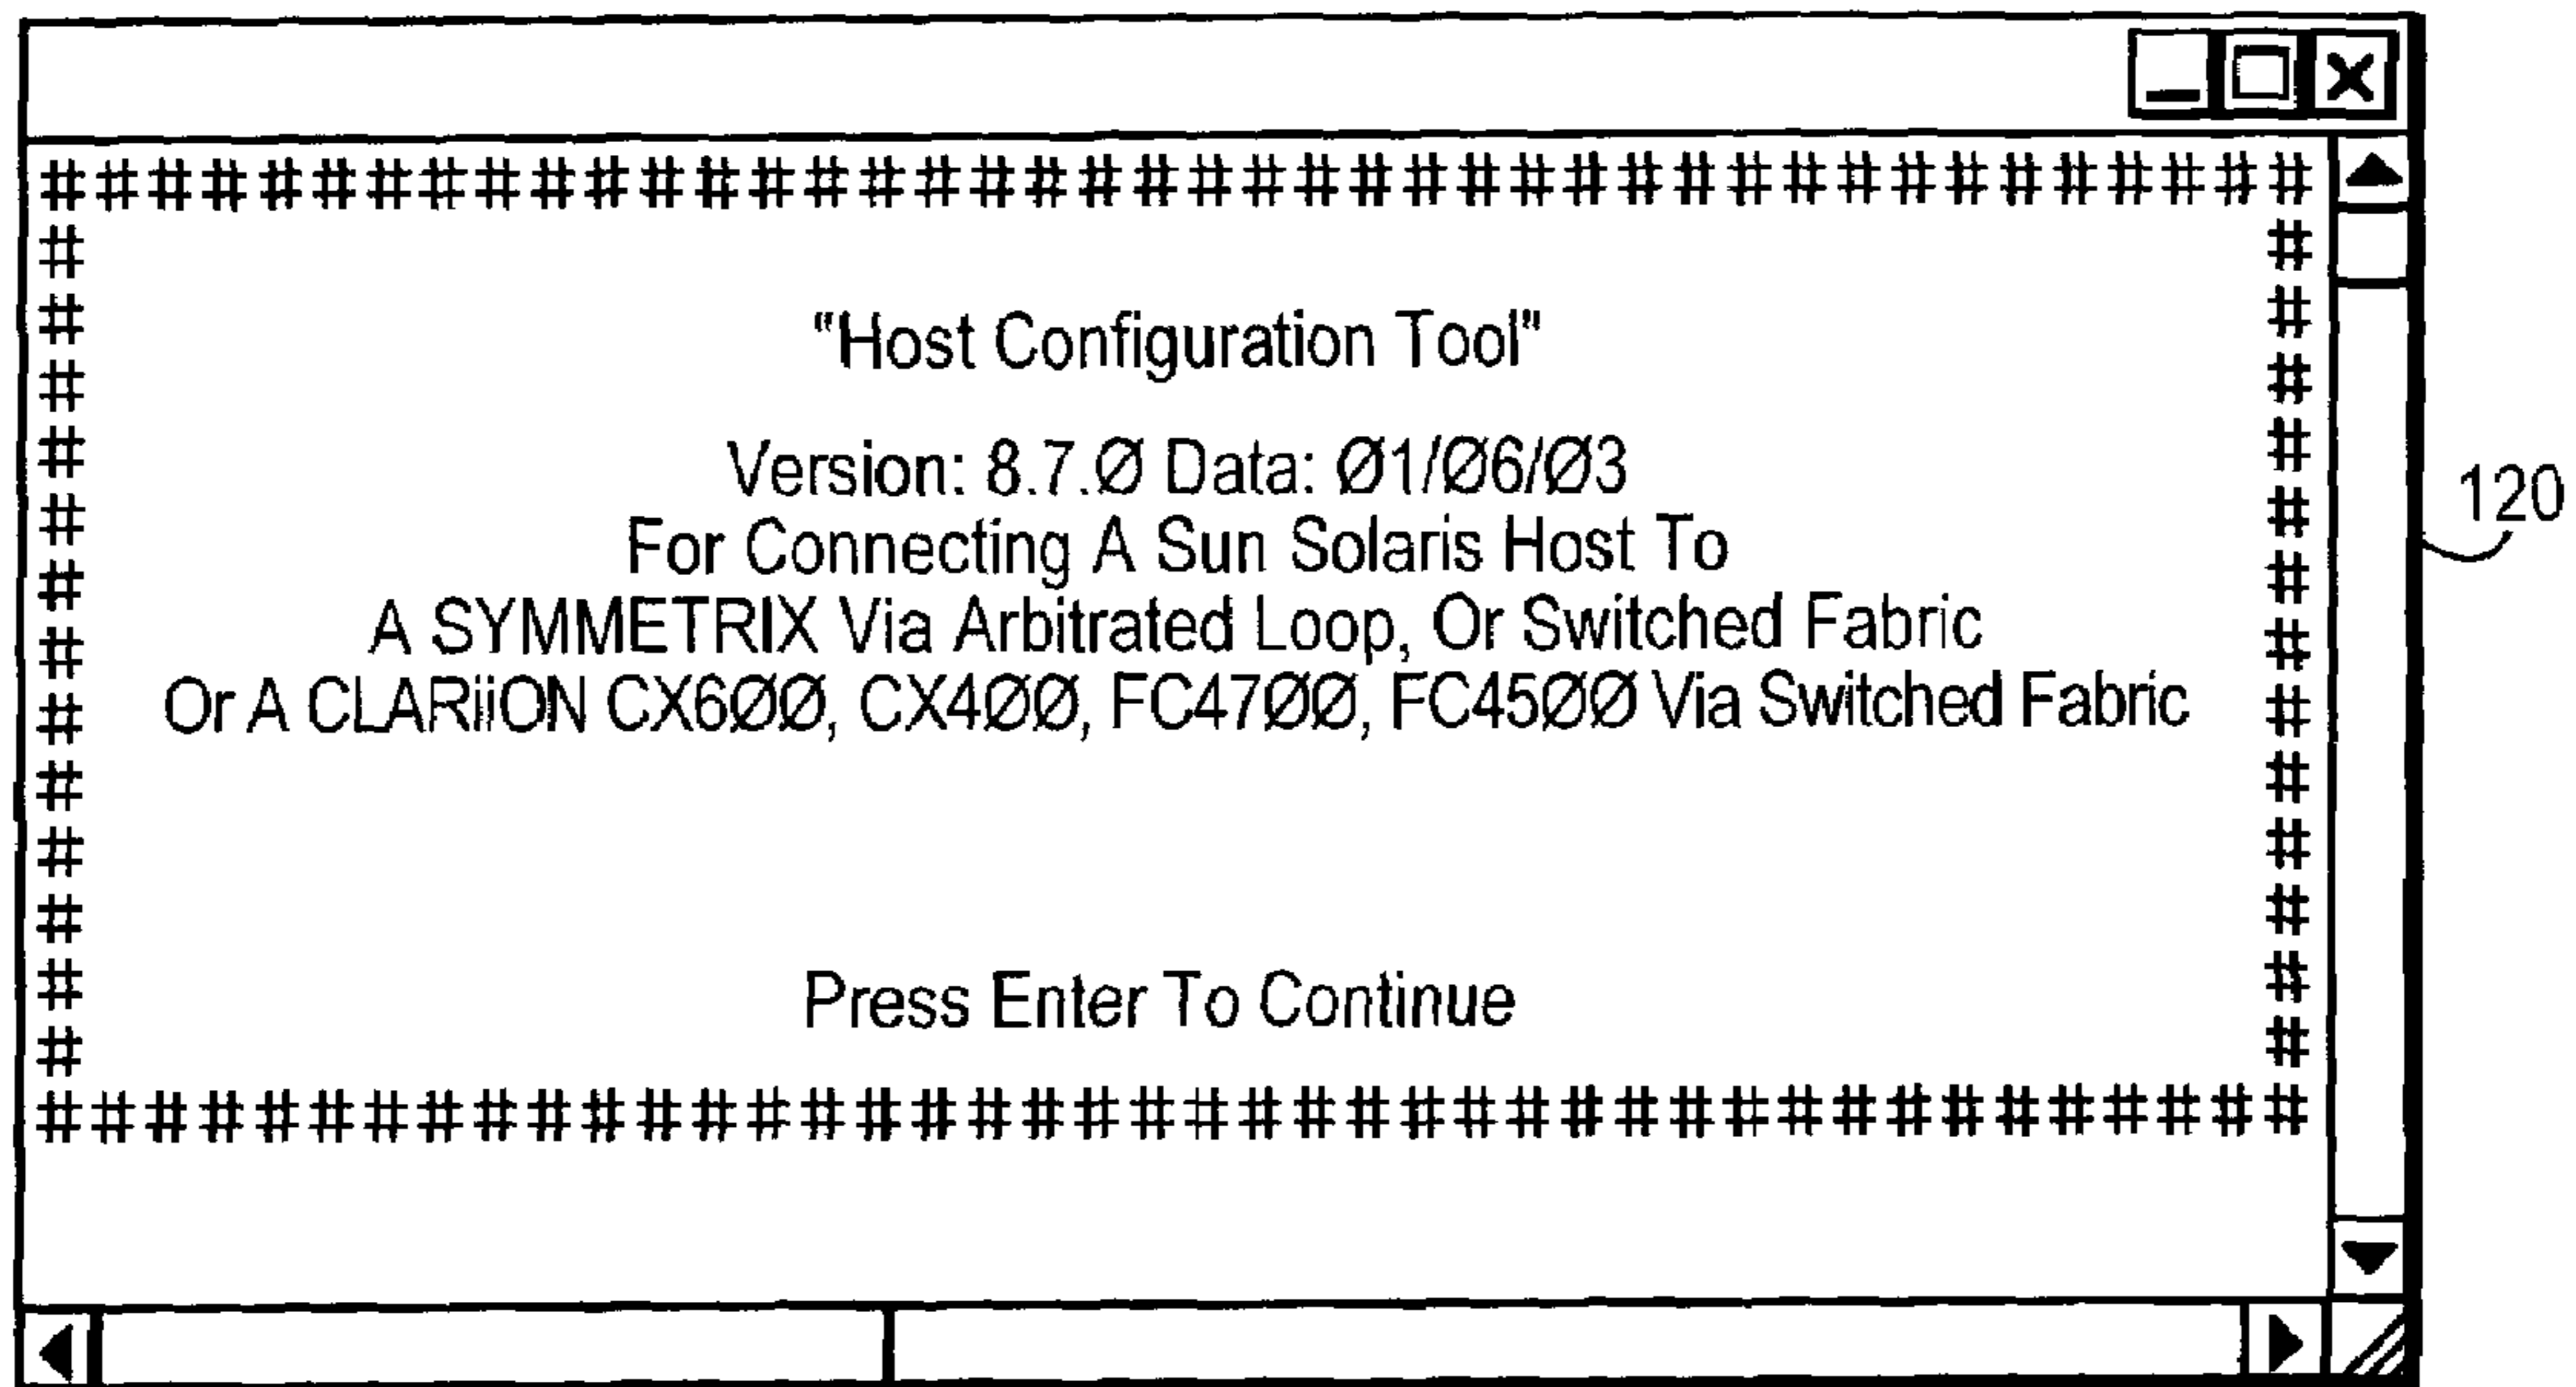 ##########################################
# #
# "Host Configuration Tool" #
# #
# Version: 8.7.Ø Data: Ø1/Ø6/Ø3 #
# For Connecting A Sun Solaris Host To #
# A SYMMETRIX Via Arbitrated Loop, Or Switched Fabric #
# Or A CLARiiON CX6ØØ, CX4ØØ, FC47ØØ, FC45ØØ Via Switched Fabric #
# #
# #
# #
# Press Enter To Continue #
# #
##########################################
120